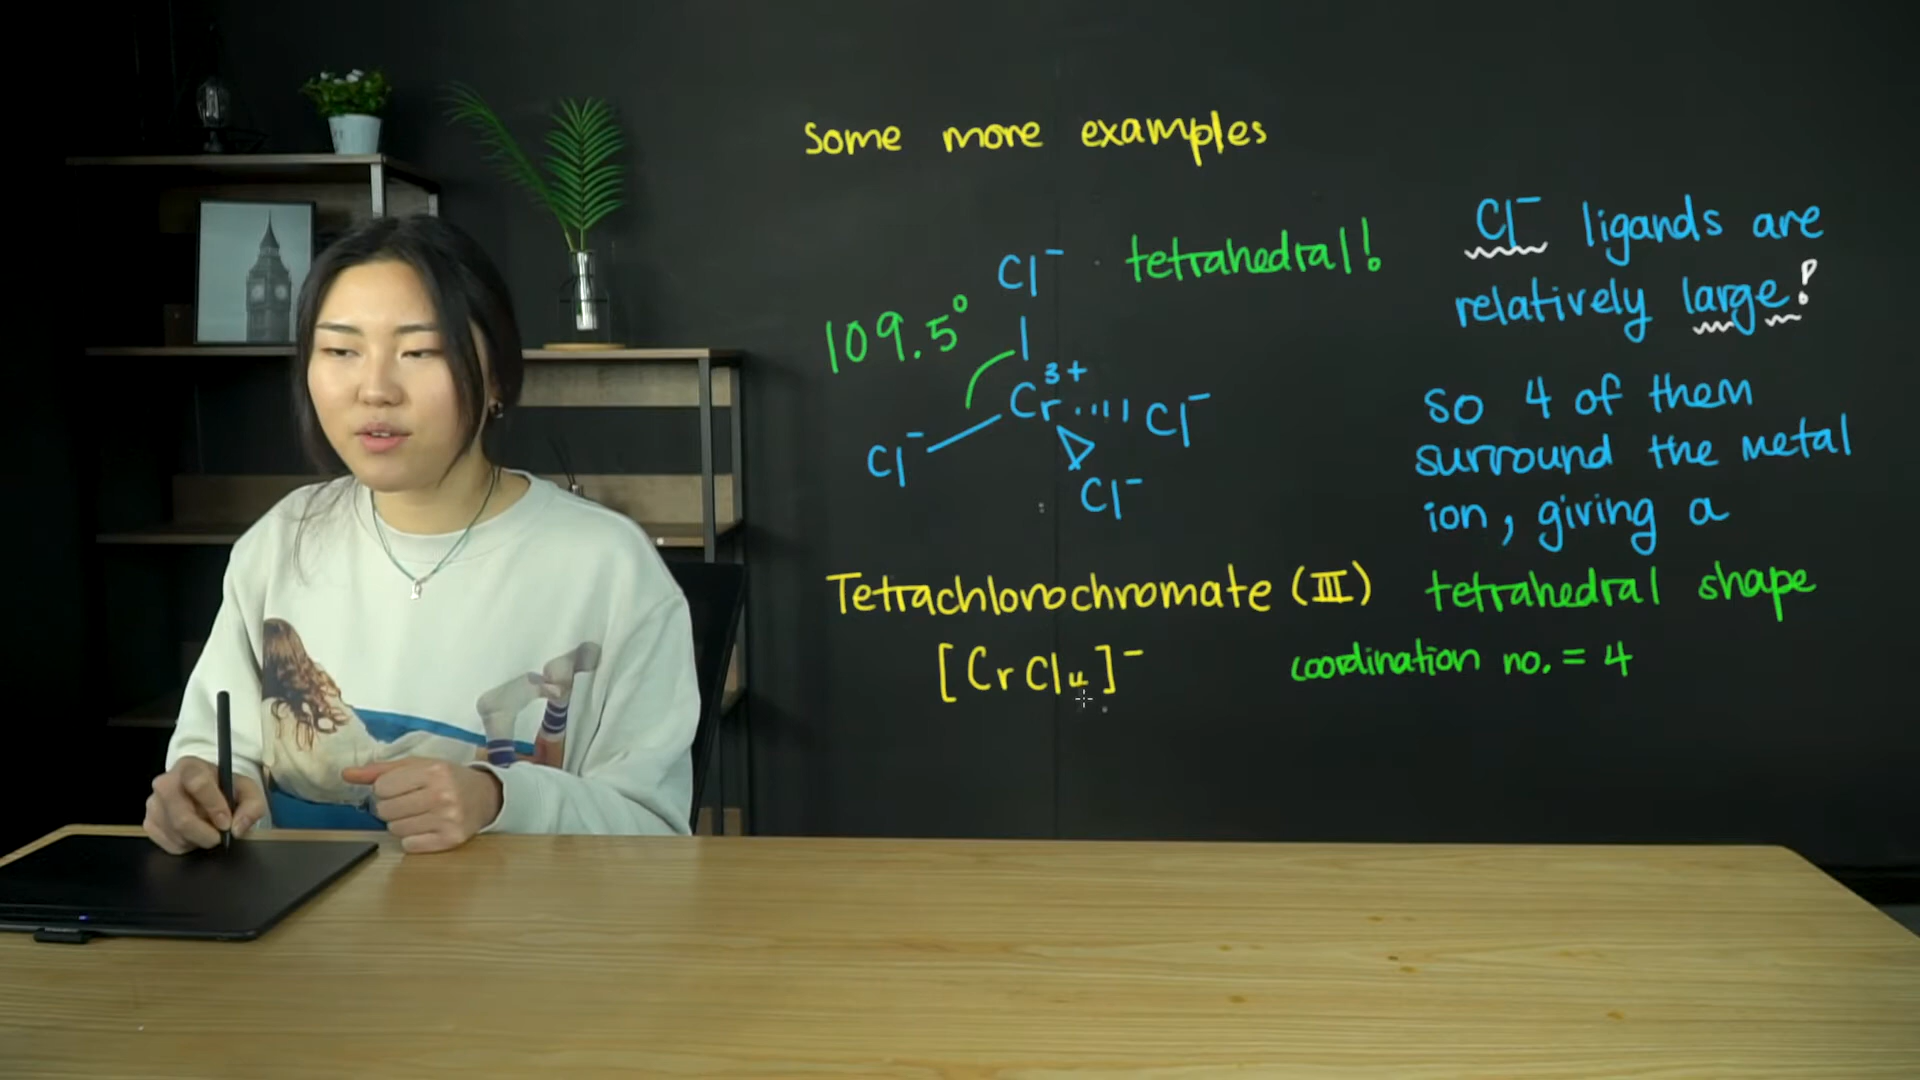 Some more examples
Cl⁻ tetrahedral!
109.5°
Cr³⁺
Cl⁻
Cl⁻
Cl⁻
Tetrachlorochromate (III)
[CrCl₄]⁻
Cl⁻ ligands are
relatively large!
so 4 of them
surround the metal
ion, giving a
tetrahedral shape
coordination no. = 4